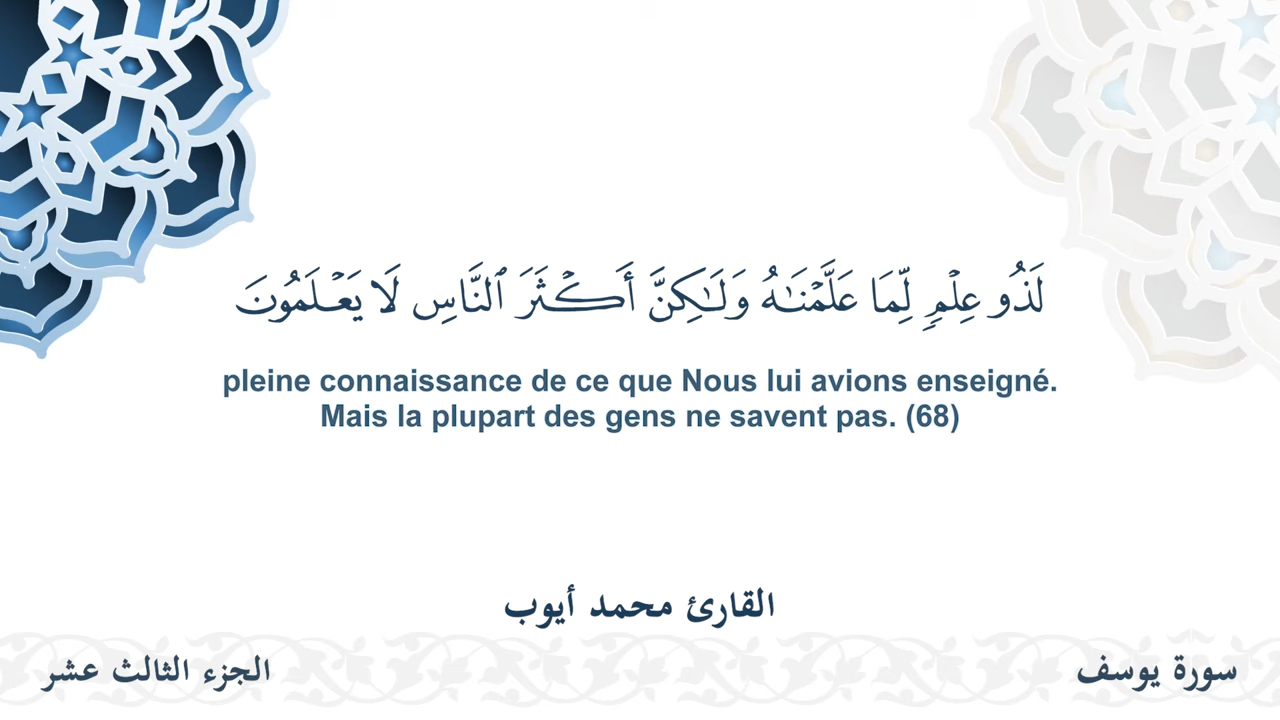 لَذُو عِلْمٍ لِّمَا عَلَّمْنَٰهُ وَلَٰكِنَّ أَكْثَرَ ٱلنَّاسِ لَا يَعْلَمُونَ
pleine connaissance de ce que Nous lui avions enseigné.
Mais la plupart des gens ne savent pas. (68)
القارئ محمد أيوب
سورة يوسف
الجزء الثالث عشر